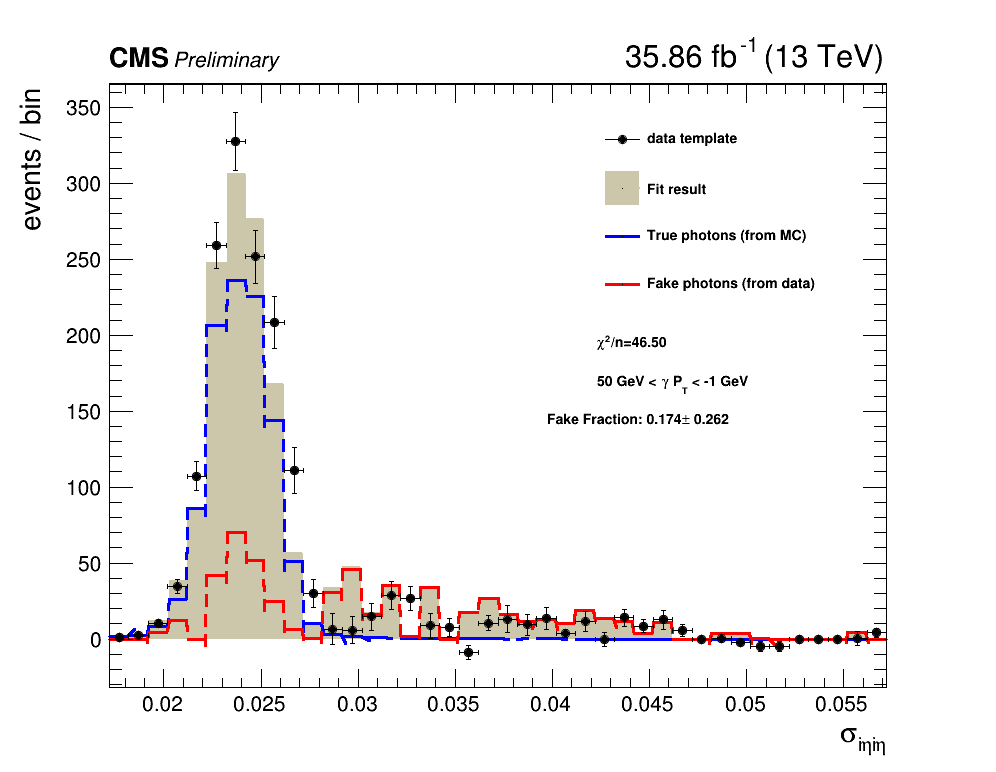 CMS Preliminary 35.86 fb⁻¹ (13 TeV)
events / bin
350
300
250
200
150
100
50
0
data template
Fit result
True photons (from MC)
Fake photons (from data)
χ²/n=46.50
50 GeV < γ P_T < -1 GeV
Fake Fraction: 0.174± 0.262
0.02 0.025 0.03 0.035 0.04 0.045 0.05 0.055
σ_iηiη